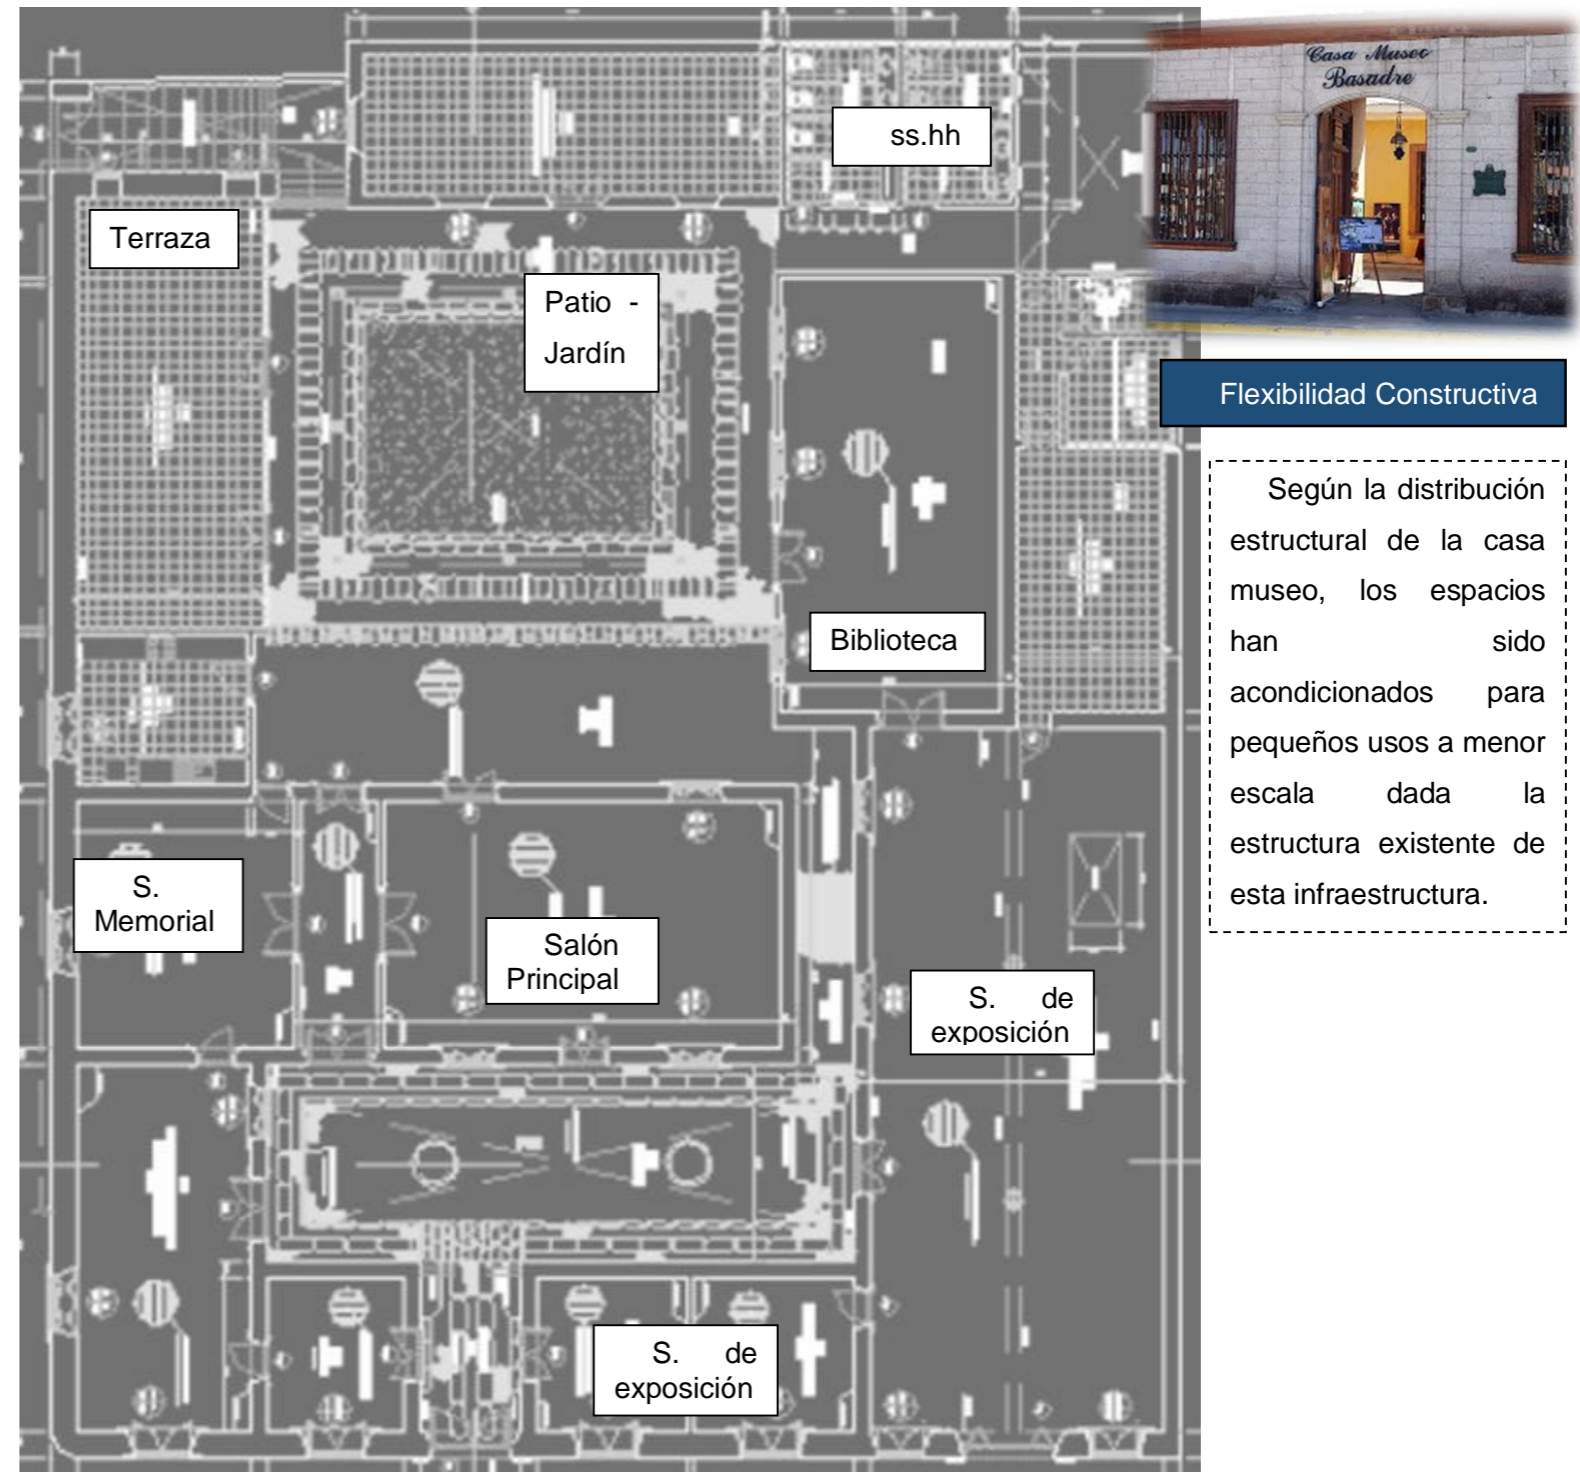 Casa Museo
Basadre
ss.hh
Terraza
Patio -
Jardín
Flexibilidad Constructiva
Según la distribución
estructural de la casa
museo, los espacios
han sido
acondicionados para
pequeños usos a menor
escala dada la
estructura existente de
esta infraestructura.
Biblioteca
S.
Memorial
Salón
Principal
S. de
exposición
S. de
exposición